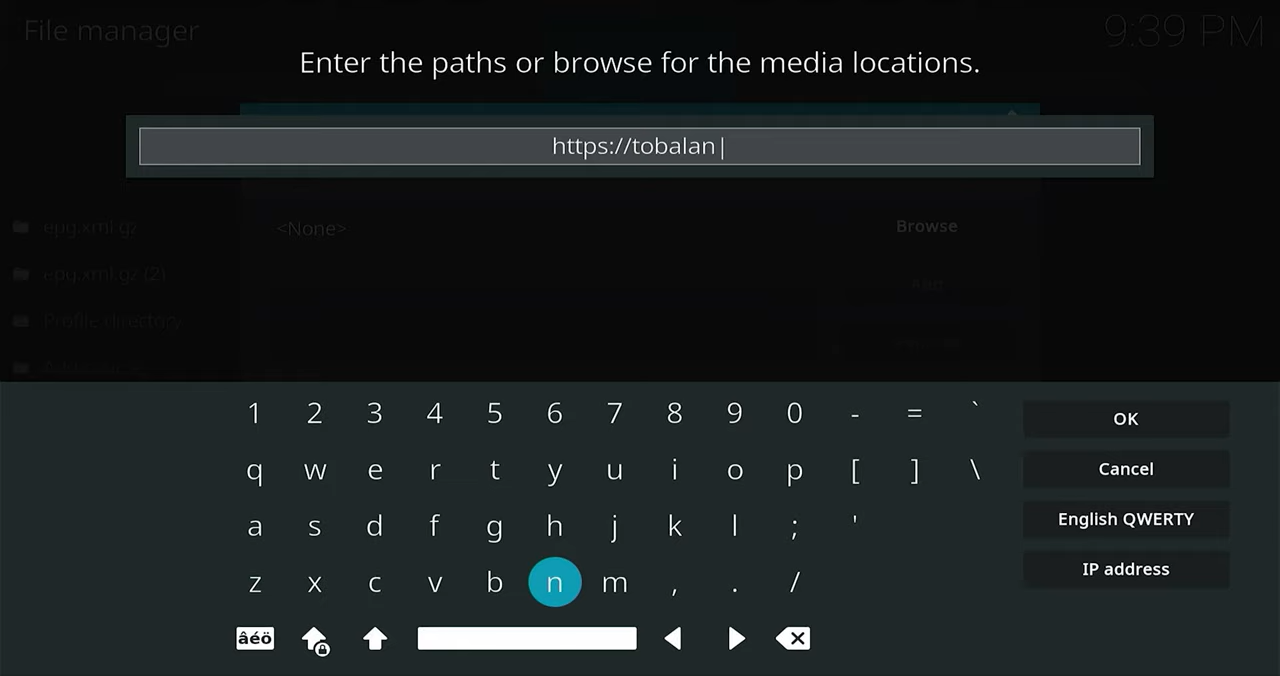 File manager
9:39 PM
Enter the paths or browse for the media locations.
https://tobalan
epg.xml.gz
<None>
Browse
epg.xml.gz (2)
Add
Profile directory
1 2 3 4 5 6 7 8 9 0 - = `
OK
q w e r t y u i o p [ ] \
Cancel
a s d f g h j k l ; '
English QWERTY
z x c v b n m , . /
IP address
âéö